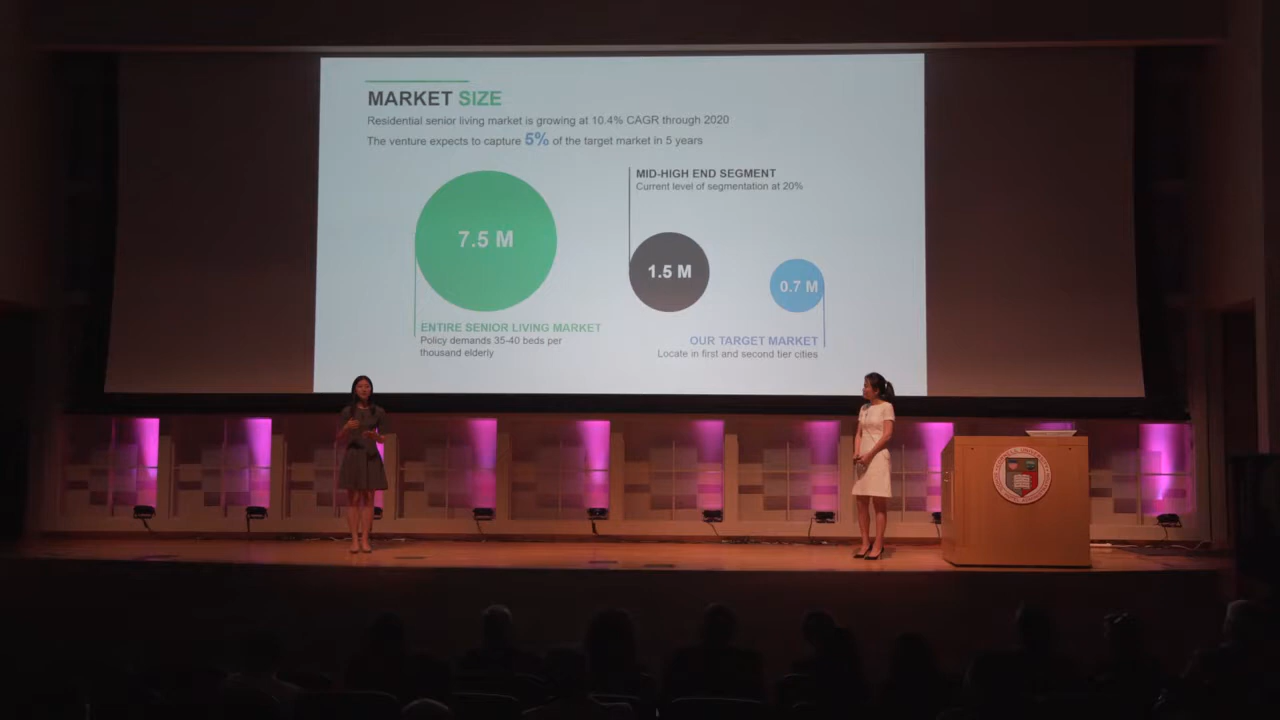 MARKET SIZE
Residential senior living market is growing at 10.4% CAGR through 2020
The venture expects to capture 5% of the target market in 5 years
MID-HIGH END SEGMENT
Current level of segmentation at 20%
7.5 M
1.5 M
0.7 M
ENTIRE SENIOR LIVING MARKET
Policy demands 35-40 beds per
thousand elderly
OUR TARGET MARKET
Locate in first and second tier cities